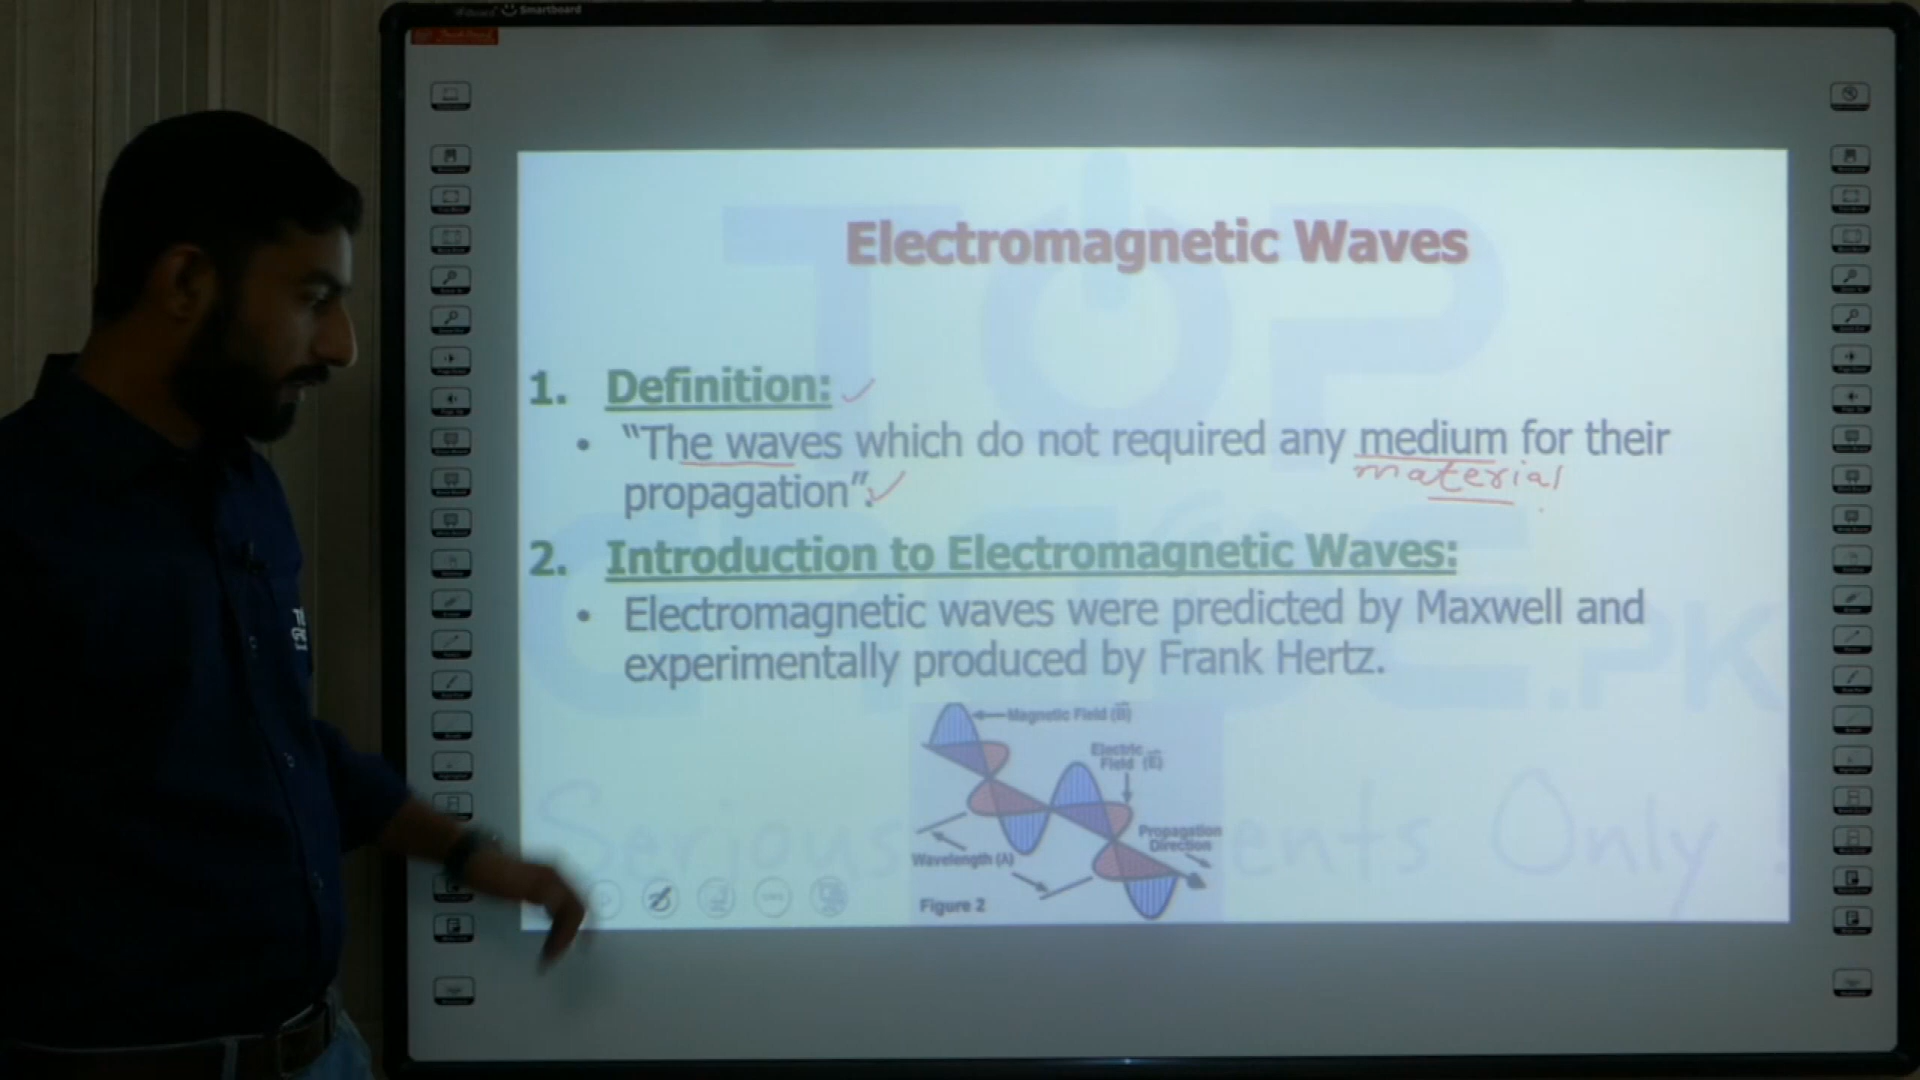 Smartboard
Electromagnetic Waves
1. Definition:
• “The waves which do not required any medium for their
material
propagation”.
2. Introduction to Electromagnetic Waves:
• Electromagnetic waves were predicted by Maxwell and
experimentally produced by Frank Hertz.
Magnetic Field (B)
Electric
Field (E)
Propagation
Direction
Wavelength (λ)
Figure 2
TOP
.PK
Serious
ents Only !